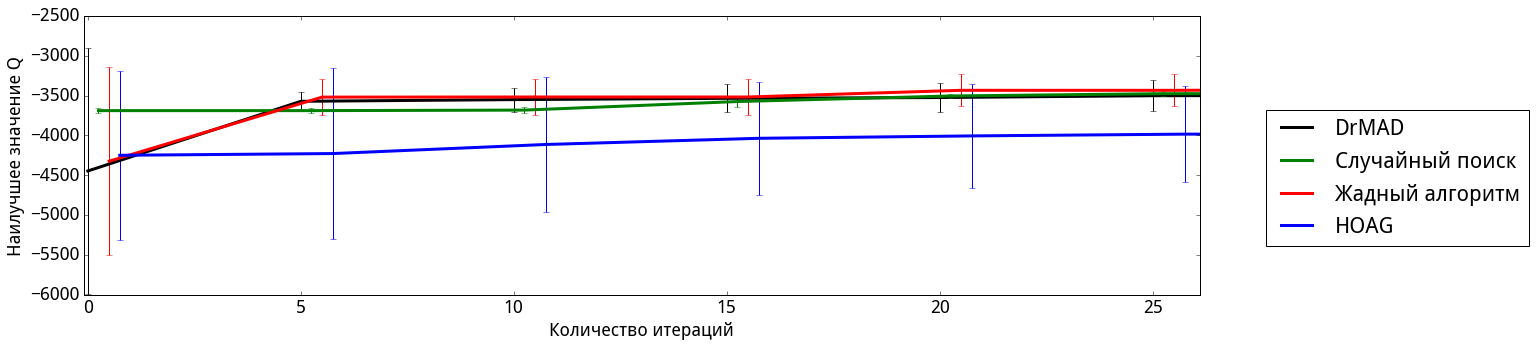 Наилучшее значение Q
−2500
−3000
−3500
−4000
−4500
−5000
−5500
−6000
0 5 10 15 20 25
Количество итераций
DrMAD
Случайный поиск
Жадный алгоритм
HOAG